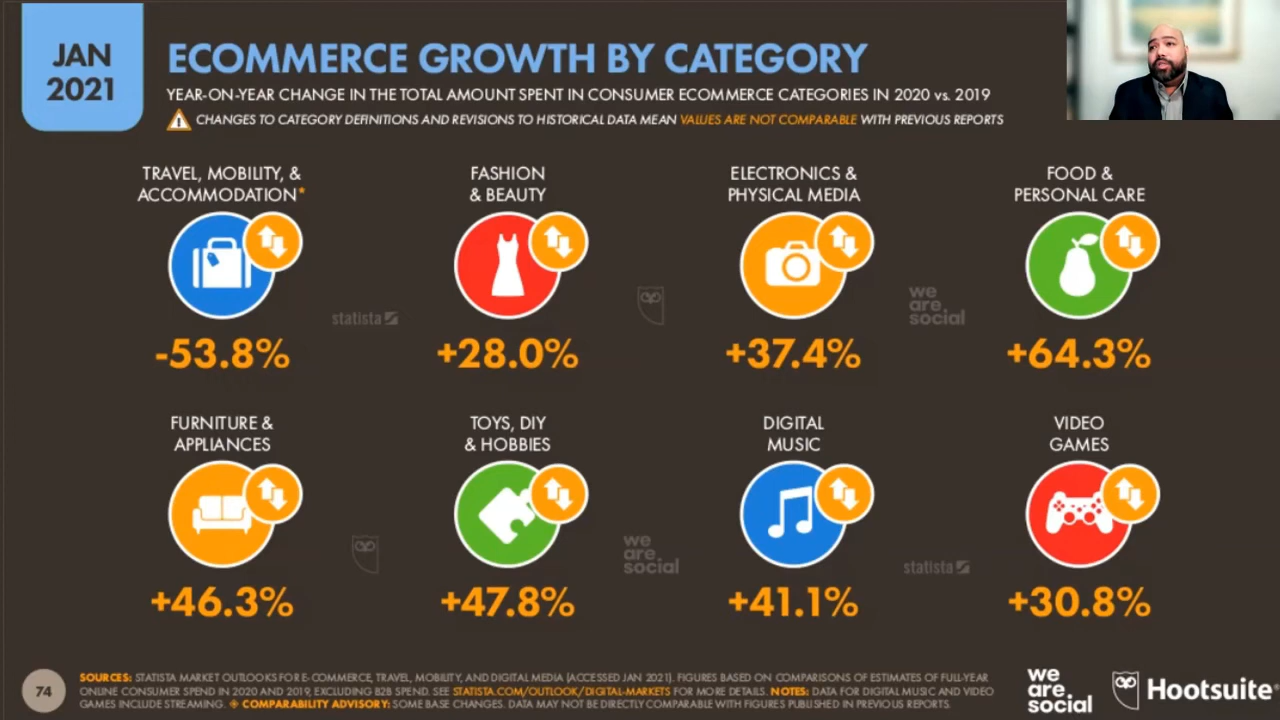 JAN
2021
ECOMMERCE GROWTH BY CATEGORY
YEAR-ON-YEAR CHANGE IN THE TOTAL AMOUNT SPENT IN CONSUMER ECOMMERCE CATEGORIES IN 2020 vs. 2019
CHANGES TO CATEGORY DEFINITIONS AND REVISIONS TO HISTORICAL DATA MEAN VALUES ARE NOT COMPARABLE WITH PREVIOUS REPORTS
TRAVEL, MOBILITY, &
ACCOMMODATION*
-53.8%
FASHION
& BEAUTY
+28.0%
ELECTRONICS &
PHYSICAL MEDIA
+37.4%
FOOD &
PERSONAL CARE
+64.3%
statista
we
are
social
FURNITURE &
APPLIANCES
+46.3%
TOYS, DIY
& HOBBIES
+47.8%
DIGITAL
MUSIC
+41.1%
VIDEO
GAMES
+30.8%
we
are
social
statista
74
SOURCES: STATISTA MARKET OUTLOOKS FOR E-COMMERCE, TRAVEL, MOBILITY, AND DIGITAL MEDIA (ACCESSED JAN 2021). FIGURES BASED ON COMPARISONS OF ESTIMATES OF FULL-YEAR
ONLINE CONSUMER SPEND IN 2020 AND 2019, EXCLUDING B2B SPEND. SEE STATISTA.COM/OUTLOOK/DIGITAL-MARKETS FOR MORE DETAILS. NOTES: DATA FOR DIGITAL MUSIC AND VIDEO
GAMES INCLUDE STREAMING. COMPARABILITY ADVISORY: SOME BASE CHANGES. DATA MAY NOT BE DIRECTLY COMPARABLE WITH FIGURES PUBLISHED IN PREVIOUS REPORTS.
we
are
social
Hootsuite